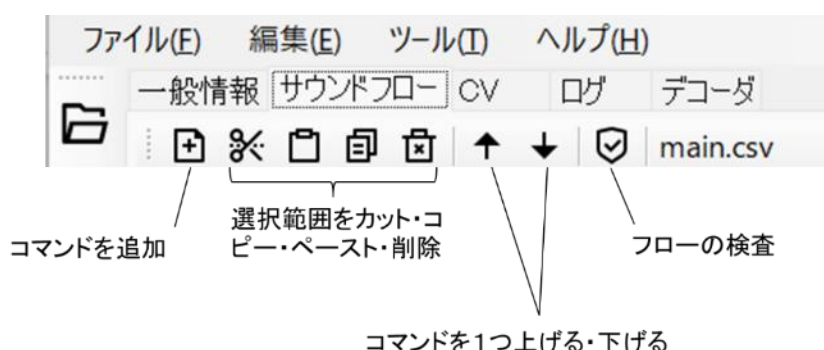 ファイル(F) 編集(E) ツール(T) ヘルプ(H)
一般情報 サウンドフロー CV ログ デコーダ
main.csv
選択範囲をカット・コ
ピー・ペースト・削除
コマンドを追加
フローの検査
コマンドを1つ上げる・下げる